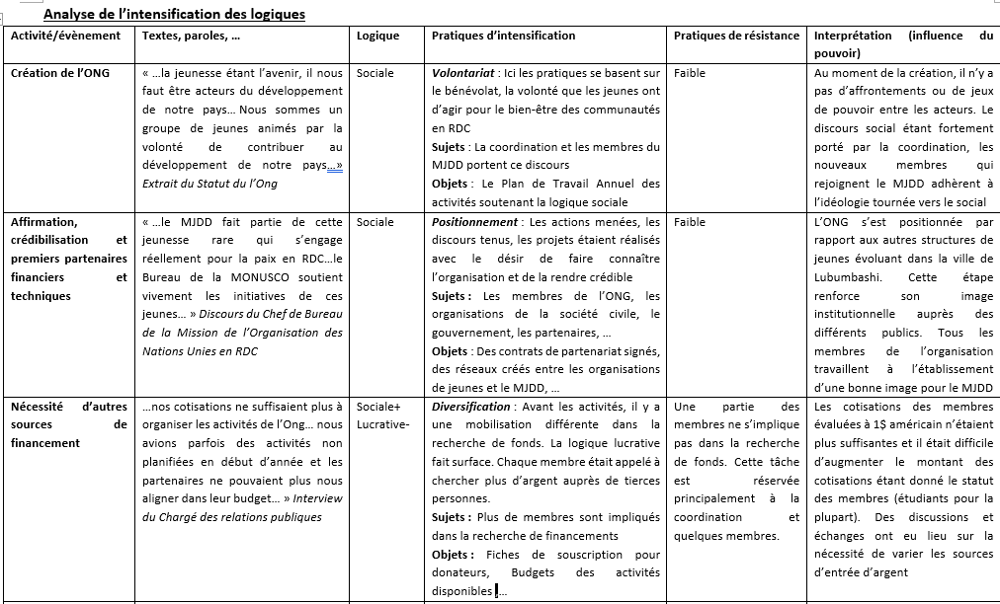 Analyse de l’intensification des logiques
Activité/évènement
Textes, paroles, …
Logique
Pratiques d’intensification
Pratiques de résistance
Interprétation (influence du
pouvoir)
Création de l’ONG
« …la jeunesse étant l’avenir, il nous
faut être acteurs du développement
de notre pays… Nous sommes un
groupe de jeunes animés par la
volonté de contribuer au
développement de notre pays…»
Extrait du Statut du l’Ong
Sociale
Volontariat : Ici les pratiques se basent sur
le bénévolat, la volonté que les jeunes ont
d’agir pour le bien-être des communautés
en RDC
Sujets : La coordination et les membres du
MJDD portent ce discours
Objets : Le Plan de Travail Annuel des
activités soutenant la logique sociale
Faible
Au moment de la création, il n’y a
pas d’affrontements ou de jeux
de pouvoir entre les acteurs. Le
discours social étant fortement
porté par la coordination, les
nouveaux membres qui
rejoignent le MJDD adhèrent à
l’idéologie tournée vers le social
Affirmation,
crédibilisation et
premiers partenaires
financiers et
techniques
« …le MJDD fait partie de cette
jeunesse rare qui s’engage
réellement pour la paix en RDC…le
Bureau de la MONUSCO soutient
vivement les initiatives de ces
jeunes… » Discours du Chef de Bureau
de la Mission de l’Organisation des
Nations Unies en RDC
Sociale
Positionnement : Les actions menées, les
discours tenus, les projets étaient réalisés
avec le désir de faire connaître
l’organisation et de la rendre crédible
Sujets : Les membres de l’ONG, les
organisations de la société civile, le
gouvernement, les partenaires, …
Objets : Des contrats de partenariat signés,
des réseaux créés entre les organisations
de jeunes et le MJDD, …
Faible
L’ONG s’est positionnée par
rapport aux autres structures de
jeunes évoluant dans la ville de
Lubumbashi. Cette étape
renforce son image
institutionnelle auprès des
différents publics. Tous les
membres de l’organisation
travaillent à l’établissement
d’une bonne image pour le MJDD
Nécessité d’autres
sources de
financement
…nos cotisations ne suffisaient plus à
organiser les activités de l’Ong… nous
avions parfois des activités non
planifiées en début d’année et les
partenaires ne pouvaient plus nous
aligner dans leur budget… » Interview
du Chargé des relations publiques
Sociale+
Lucrative-
Diversification : Avant les activités, il y a
une mobilisation différente dans la
recherche de fonds. La logique lucrative
fait surface. Chaque membre était appelé à
chercher plus d’argent auprès de tierces
personnes.
Sujets : Plus de membres sont impliqués
dans la recherche de financements
Objets : Fiches de souscription pour
donateurs, Budgets des activités
disponibles ,…
Une partie des
membres ne s’implique
pas dans la recherche
de fonds. Cette tâche
est réservée
principalement à la
coordination et
quelques membres.
Les cotisations des membres
évaluées à 1$ américain n’étaient
plus suffisantes et il était difficile
d’augmenter le montant des
cotisations étant donné le statut
des membres (étudiants pour la
plupart). Des discussions et
échanges ont eu lieu sur la
nécessité de varier les sources
d’entrée d’argent